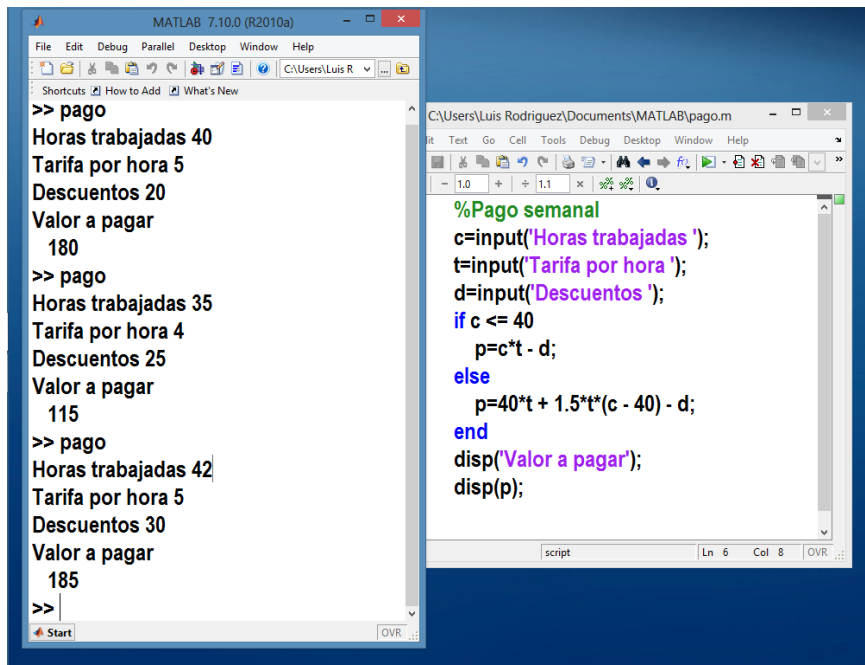 MATLAB 7.10.0 (R2010a)
File Edit Debug Parallel Desktop Window Help
C:\Users\Luis R
Shortcuts How to Add What's New
>> pago
Horas trabajadas 40
Tarifa por hora 5
Descuentos 20
Valor a pagar
180
>> pago
Horas trabajadas 35
Tarifa por hora 4
Descuentos 25
Valor a pagar
115
>> pago
Horas trabajadas 42
Tarifa por hora 5
Descuentos 30
Valor a pagar
185
>>
Start OVR
C:\Users\Luis Rodriguez\Documents\MATLAB\pago.m
it Text Go Cell Tools Debug Desktop Window Help
− 1.0 + ÷ 1.1 ×
%Pago semanal
c=input('Horas trabajadas ');
t=input('Tarifa por hora ');
d=input('Descuentos ');
if c <= 40
p=c*t - d;
else
p=40*t + 1.5*t*(c - 40) - d;
end
disp('Valor a pagar');
disp(p);
script Ln 6 Col 8 OVR